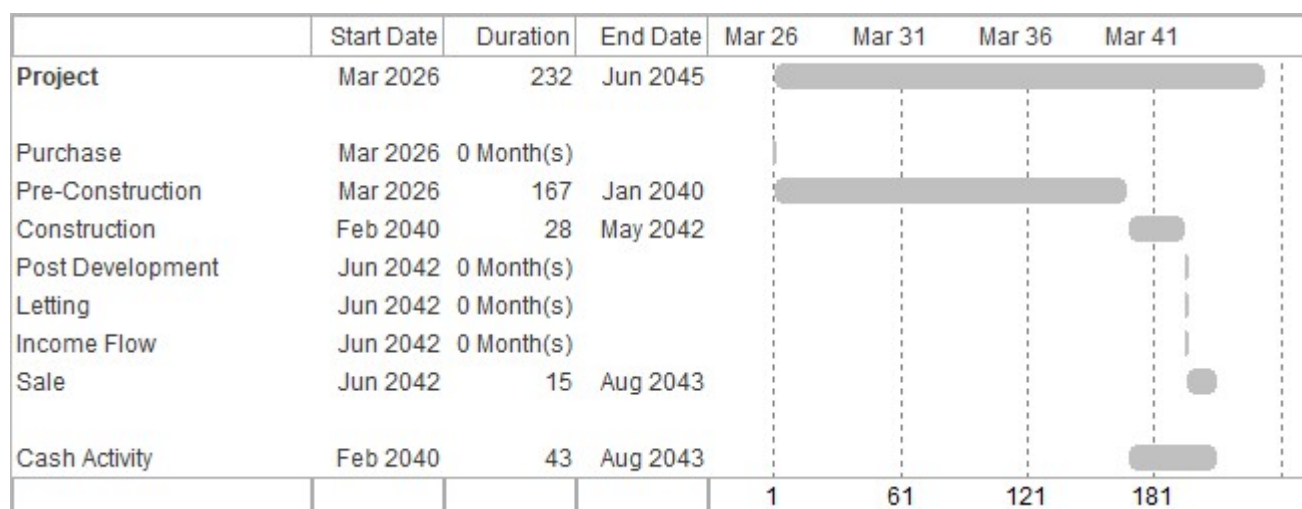 Start Date Duration End Date Mar 26 Mar 31 Mar 36 Mar 41
Project Mar 2026 232 Jun 2045
Purchase Mar 2026 0 Month(s)
Pre-Construction Mar 2026 167 Jan 2040
Construction Feb 2040 28 May 2042
Post Development Jun 2042 0 Month(s)
Letting Jun 2042 0 Month(s)
Income Flow Jun 2042 0 Month(s)
Sale Jun 2042 15 Aug 2043
Cash Activity Feb 2040 43 Aug 2043
1 61 121 181